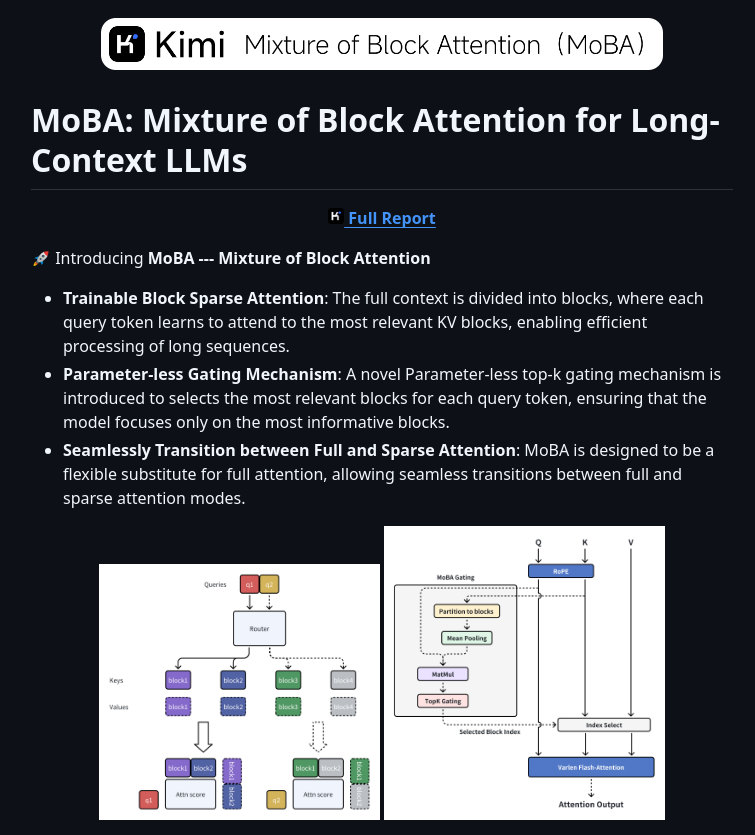 Kimi Mixture of Block Attention（MoBA）
MoBA: Mixture of Block Attention for Long-
Context LLMs
Full Report
🚀 Introducing MoBA --- Mixture of Block Attention
• Trainable Block Sparse Attention: The full context is divided into blocks, where each
query token learns to attend to the most relevant KV blocks, enabling efficient
processing of long sequences.
• Parameter-less Gating Mechanism: A novel Parameter-less top-k gating mechanism is
introduced to selects the most relevant blocks for each query token, ensuring that the
model focuses only on the most informative blocks.
• Seamlessly Transition between Full and Sparse Attention: MoBA is designed to be a
flexible substitute for full attention, allowing seamless transitions between full and
sparse attention modes.
Queries q1 q2
Router
Keys block1 block2 block3 block4
Values block1 block2 block3 block4
block1 block2 block1
q1 Attn score block2
block1 block2 block1
q2 Attn score block2
Q K V
RoPE
MoBA Gating
Partition to blocks
Mean Pooling
MatMul
TopK Gating
Index Select
Selected Block Index
Varlen Flash-Attention
Attention Output